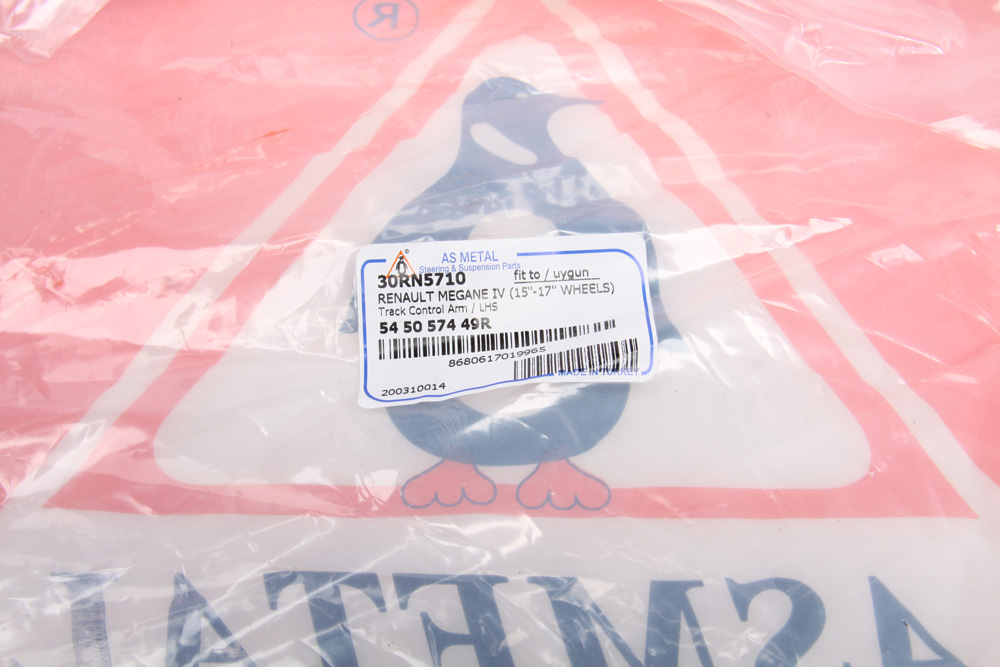 ®
AS METAL
Steering & Suspension Parts
30RN5710 fit to / uygun
RENAULT MEGANE IV (15"-17" WHEELS)
Track Control Arm / LHS
54 50 574 49R
8680617019965
MADE IN TURKEY
200310014
ASMETAL